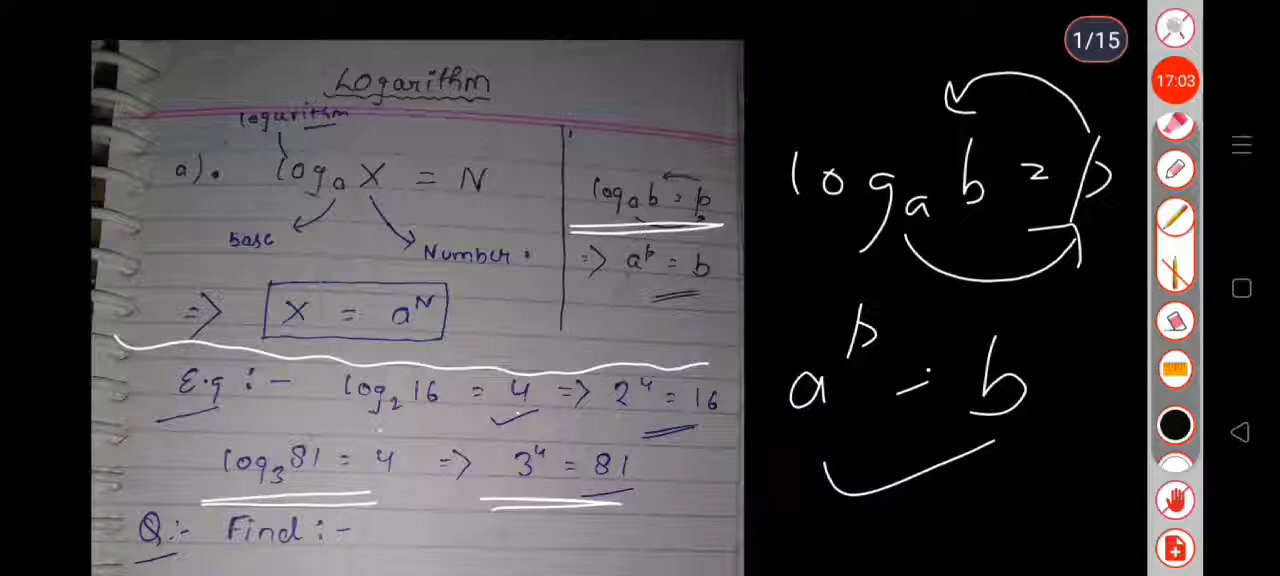 Logarithm
logarithm
a). log_a X = N
base
Number.
=> X = a^N
log_a b = p
=> a^p = b
E.g :- log_2 16 = 4 => 2^4 = 16
log_3 81 = 4 => 3^4 = 81
Q:- Find :-
1/15
17:03
log_a b = p
a^p = b